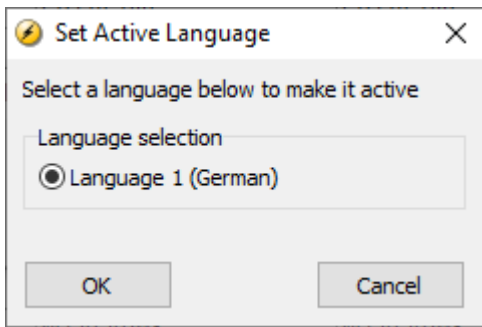 Set Active Language
Select a language below to make it active
Language selection
Language 1 (German)
OK Cancel